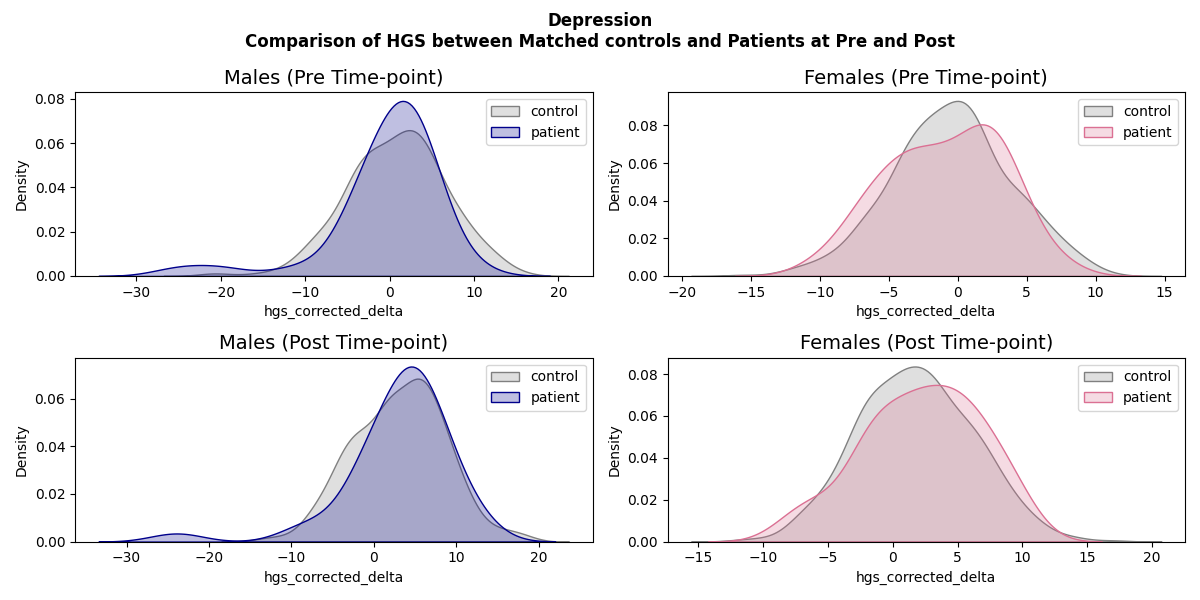 Depression
Comparison of HGS between Matched controls and Patients at Pre and Post
Males (Pre Time-point)
0.08
0.06
0.04
0.02
0.00
Density
control
patient
−30
−20
−10
0
10
20
hgs_corrected_delta
Females (Pre Time-point)
0.08
0.06
0.04
0.02
0.00
Density
control
patient
−20
−15
−10
−5
0
5
10
15
hgs_corrected_delta
Males (Post Time-point)
0.06
0.04
0.02
0.00
Density
control
patient
−30
−20
−10
0
10
20
hgs_corrected_delta
Females (Post Time-point)
0.08
0.06
0.04
0.02
0.00
Density
control
patient
−15
−10
−5
0
5
10
15
20
hgs_corrected_delta